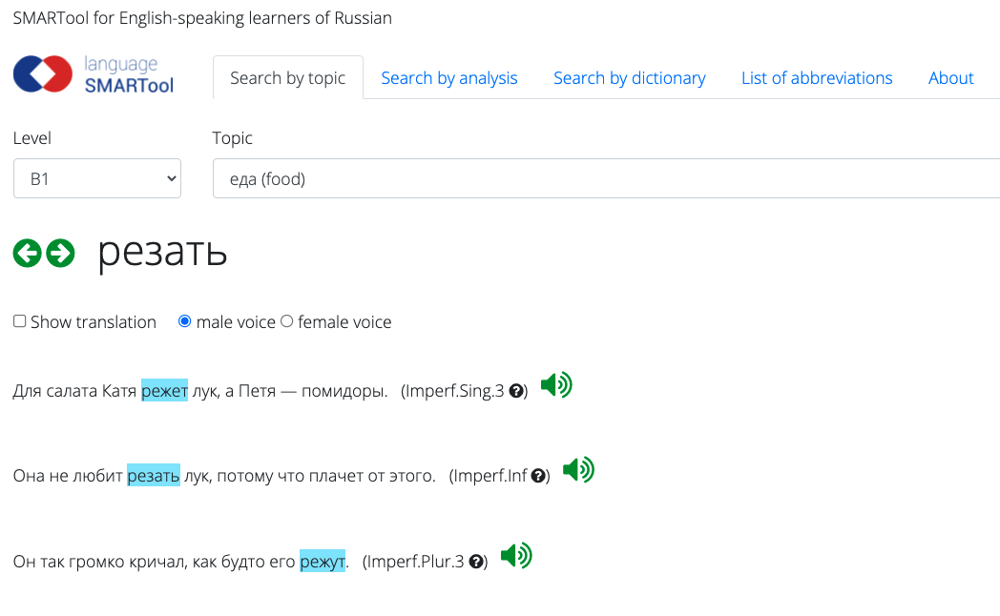 SMARTool for English-speaking learners of Russian
language
SMARTool
Search by topic Search by analysis Search by dictionary List of abbreviations About
Level Topic
B1 еда (food)
резать
Show translation male voice female voice
Для салата Катя режет лук, а Петя — помидоры. (Imperf.Sing.3 ?)
Она не любит резать лук, потому что плачет от этого. (Imperf.Inf ?)
Он так громко кричал, как будто его режут. (Imperf.Plur.3 ?)